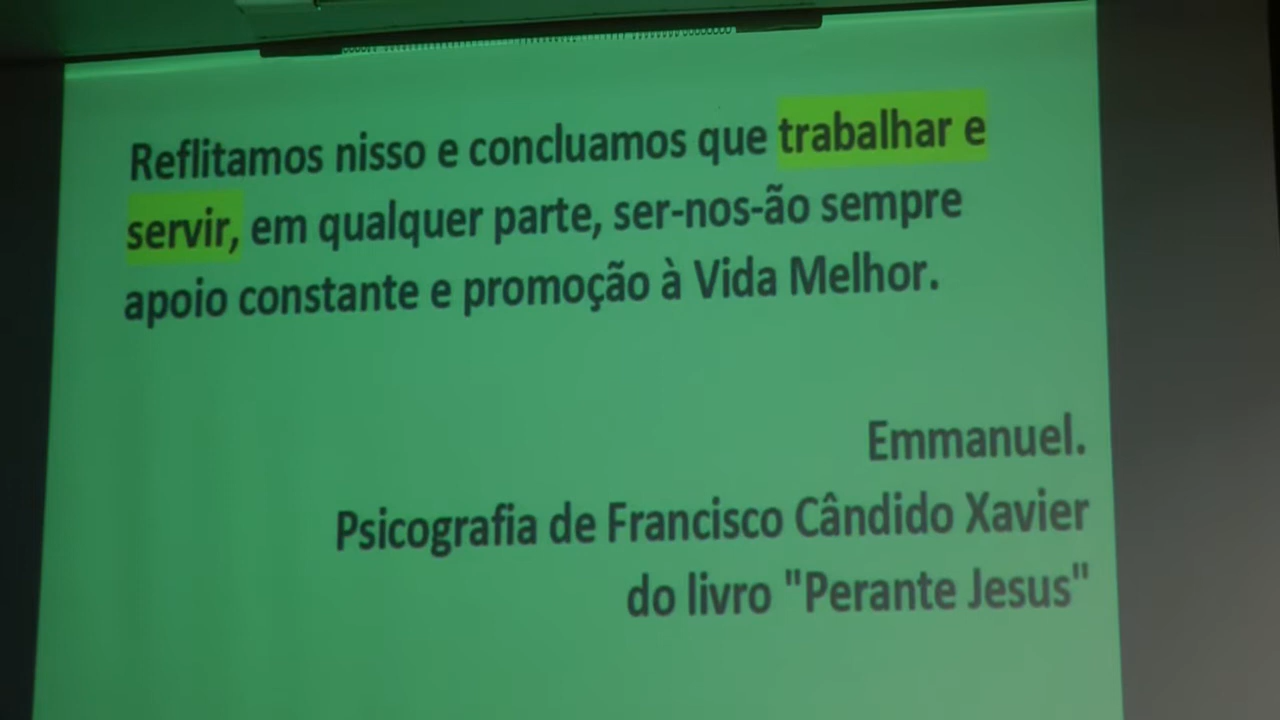 Reflitamos nisso e concluamos que trabalhar e
servir, em qualquer parte, ser-nos-ão sempre
apoio constante e promoção à Vida Melhor.
Emmanuel.
Psicografia de Francisco Cândido Xavier
do livro "Perante Jesus"